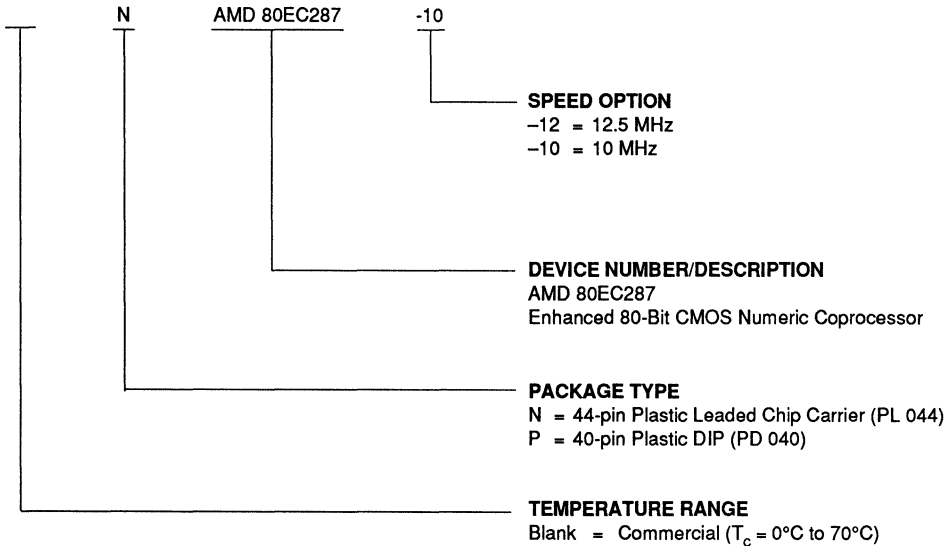 N AMD 80EC287 -10
SPEED OPTION
–12 = 12.5 MHz
–10 = 10 MHz
DEVICE NUMBER/DESCRIPTION
AMD 80EC287
Enhanced 80-Bit CMOS Numeric Coprocessor
PACKAGE TYPE
N = 44-pin Plastic Leaded Chip Carrier (PL 044)
P = 40-pin Plastic DIP (PD 040)
TEMPERATURE RANGE
Blank = Commercial (Tc = 0°C to 70°C)